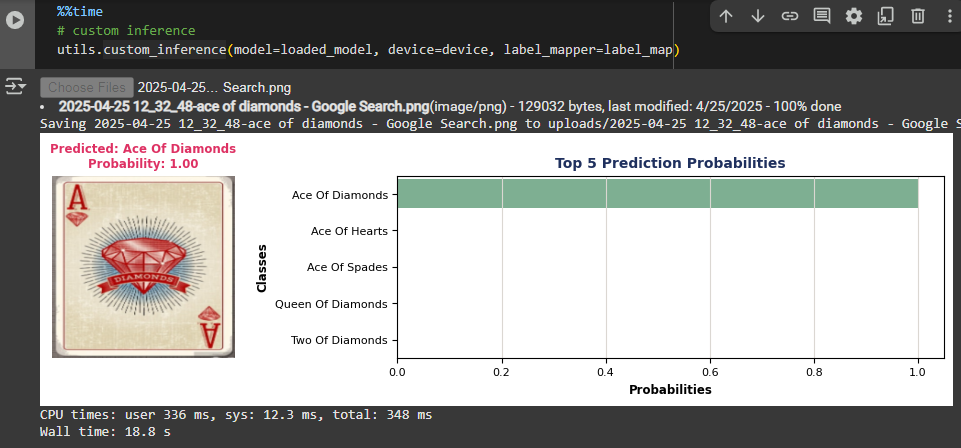 %%time
# custom inference
utils.custom_inference(model=loaded_model, device=device, label_mapper=label_map)
Choose Files 2025-04-25... Search.png
• 2025-04-25 12_32_48-ace of diamonds - Google Search.png(image/png) - 129032 bytes, last modified: 4/25/2025 - 100% done
Saving 2025-04-25 12_32_48-ace of diamonds - Google Search.png to uploads/2025-04-25 12_32_48-ace of diamonds - Google S
Predicted: Ace Of Diamonds
Probability: 1.00
A
DIAMONDS
A
Top 5 Prediction Probabilities
Classes
Ace Of Diamonds
Ace Of Hearts
Ace Of Spades
Queen Of Diamonds
Two Of Diamonds
0.0 0.2 0.4 0.6 0.8 1.0
Probabilities
CPU times: user 336 ms, sys: 12.3 ms, total: 348 ms
Wall time: 18.8 s